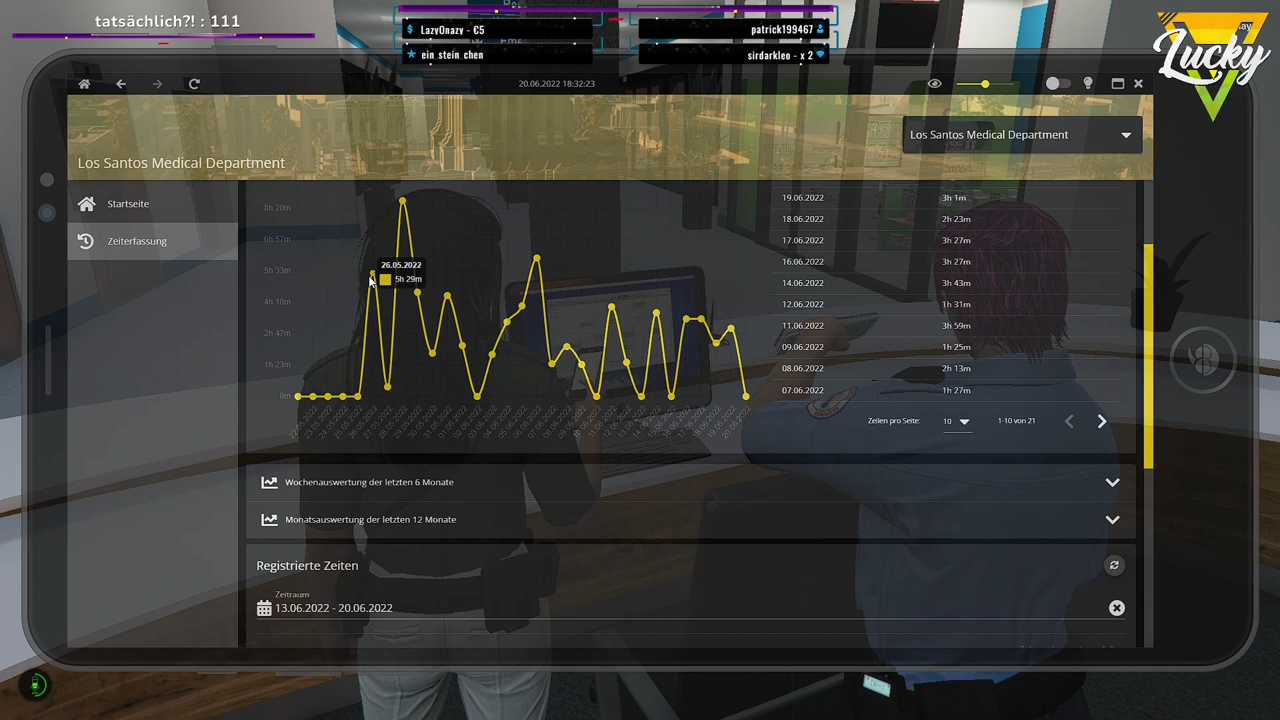 tatsächlich?! : 111
LazyOnazy - €5
patrick199467
ein_stein_chen
sirdarkleo - x 2
Lucky
20.06.2022 18:32:23
Los Santos Medical Department
Los Santos Medical Department
Startseite
Zeiterfassung
8h 20m
6h 57m
5h 33m
4h 10m
2h 47m
1h 23m
0m
26.05.2022
5h 29m
19.06.2022 3h 1m
18.06.2022 2h 23m
17.06.2022 3h 27m
16.06.2022 3h 27m
14.06.2022 3h 43m
12.06.2022 1h 31m
11.06.2022 3h 59m
09.06.2022 1h 25m
08.06.2022 2h 13m
07.06.2022 1h 27m
Zeilen pro Seite: 10 1-10 von 21
Wochenauswertung der letzten 6 Monate
Monatsauswertung der letzten 12 Monate
Registrierte Zeiten
Zeitraum
13.06.2022 - 20.06.2022